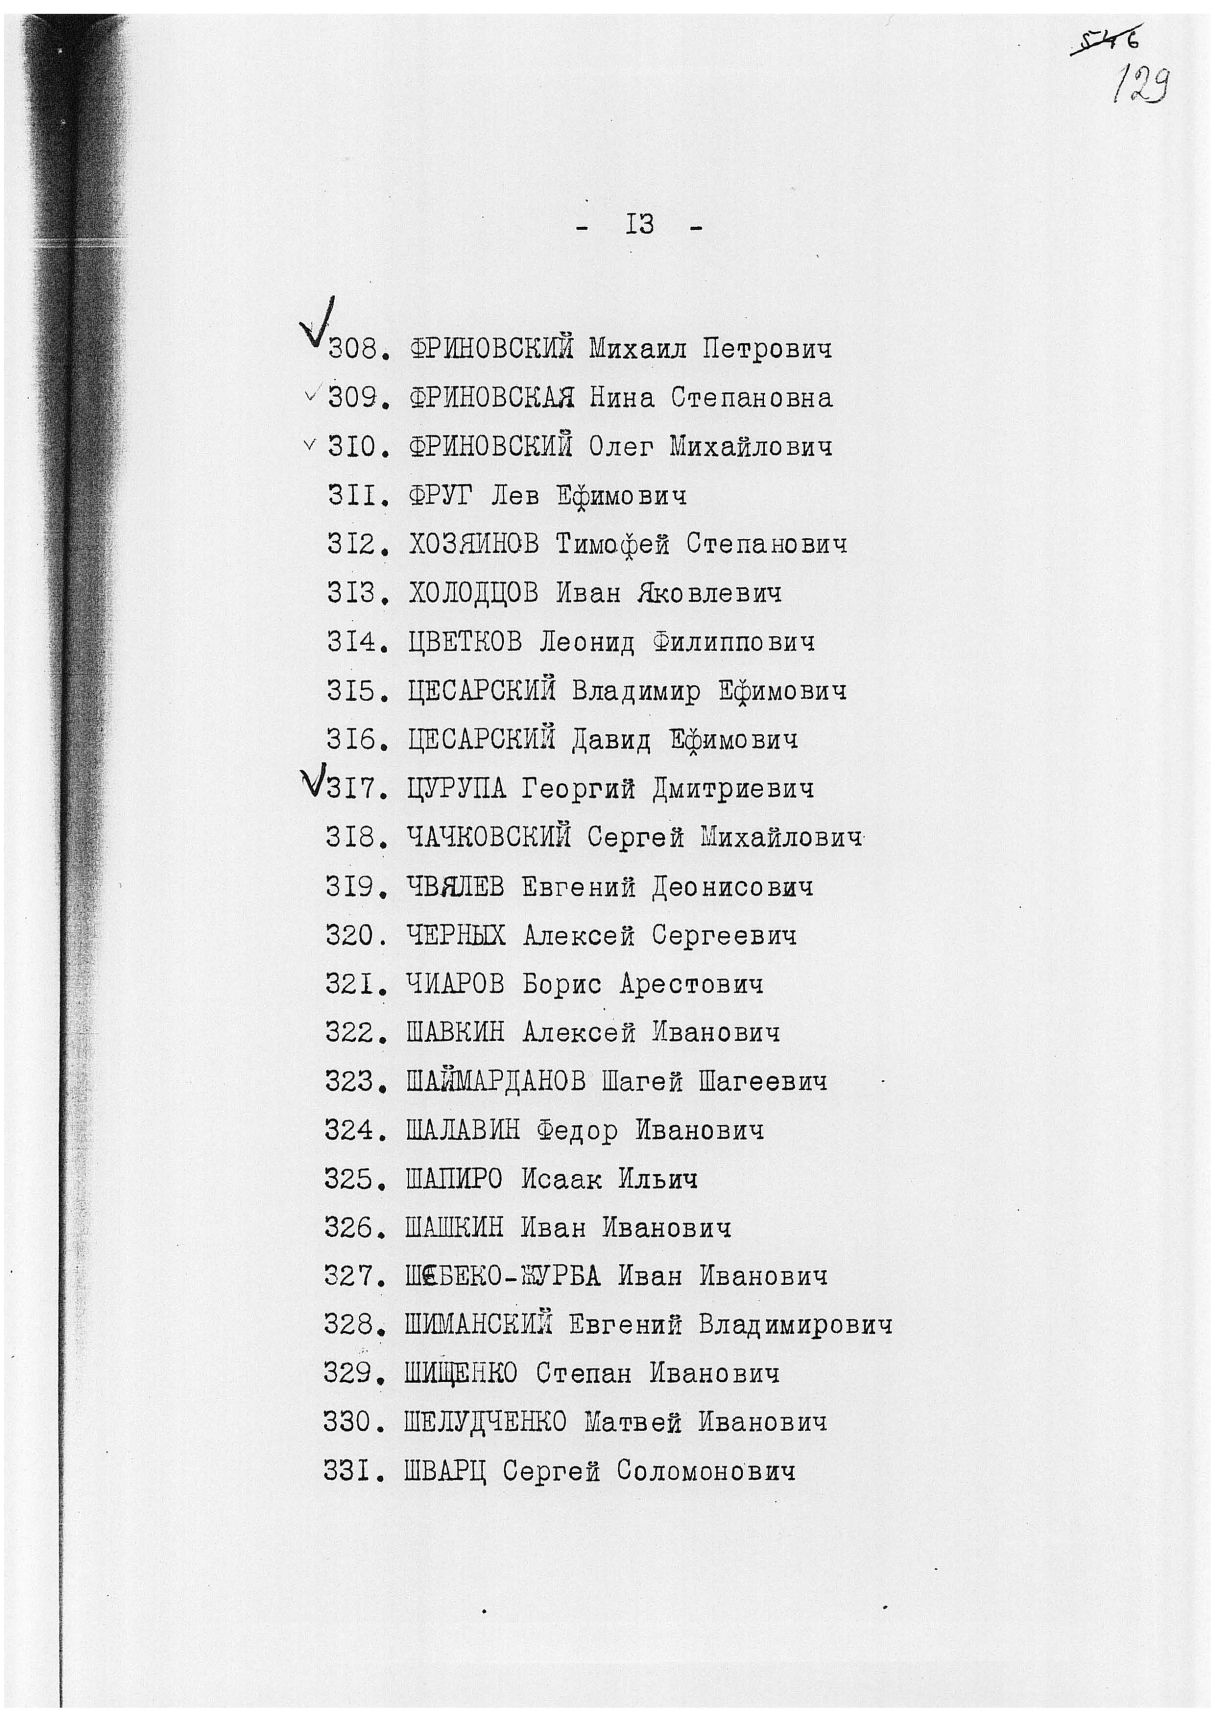 546
129
- I3 -
308. ФРИНОВСКИЙ Михаил Петрович
309. ФРИНОВСКАЯ Нина Степановна
3I0. ФРИНОВСКИЙ Олег Михайлович
3II. ФРУГ Лев Ефимович
3I2. ХОЗЯИНОВ Тимофей Степанович
3I3. ХОЛОДЦОВ Иван Яковлевич
3I4. ЦВЕТКОВ Леонид Филиппович
3I5. ЦЕСАРСКИЙ Владимир Ефимович
3I6. ЦЕСАРСКИЙ Давид Ефимович
3I7. ЦУРУПА Георгий Дмитриевич
3I8. ЧАЧКОВСКИЙ Сергей Михайлович
3I9. ЧВЯЛЕВ Евгений Деонисович
320. ЧЕРНЫХ Алексей Сергеевич
32I. ЧИАРОВ Борис Арестович
322. ШАВКИН Алексей Иванович
323. ШАЙМАРДАНОВ Шагей Шагеевич
324. ШАЛАВИН Федор Иванович
325. ШАПИРО Исаак Ильич
326. ШАШКИН Иван Иванович
327. ШЕБЕКО-ЖУРБА Иван Иванович
328. ШИМАНСКИЙ Евгений Владимирович
329. ШИЩЕНКО Степан Иванович
330. ШЕЛУДЧЕНКО Матвей Иванович
33I. ШВАРЦ Сергей Соломонович